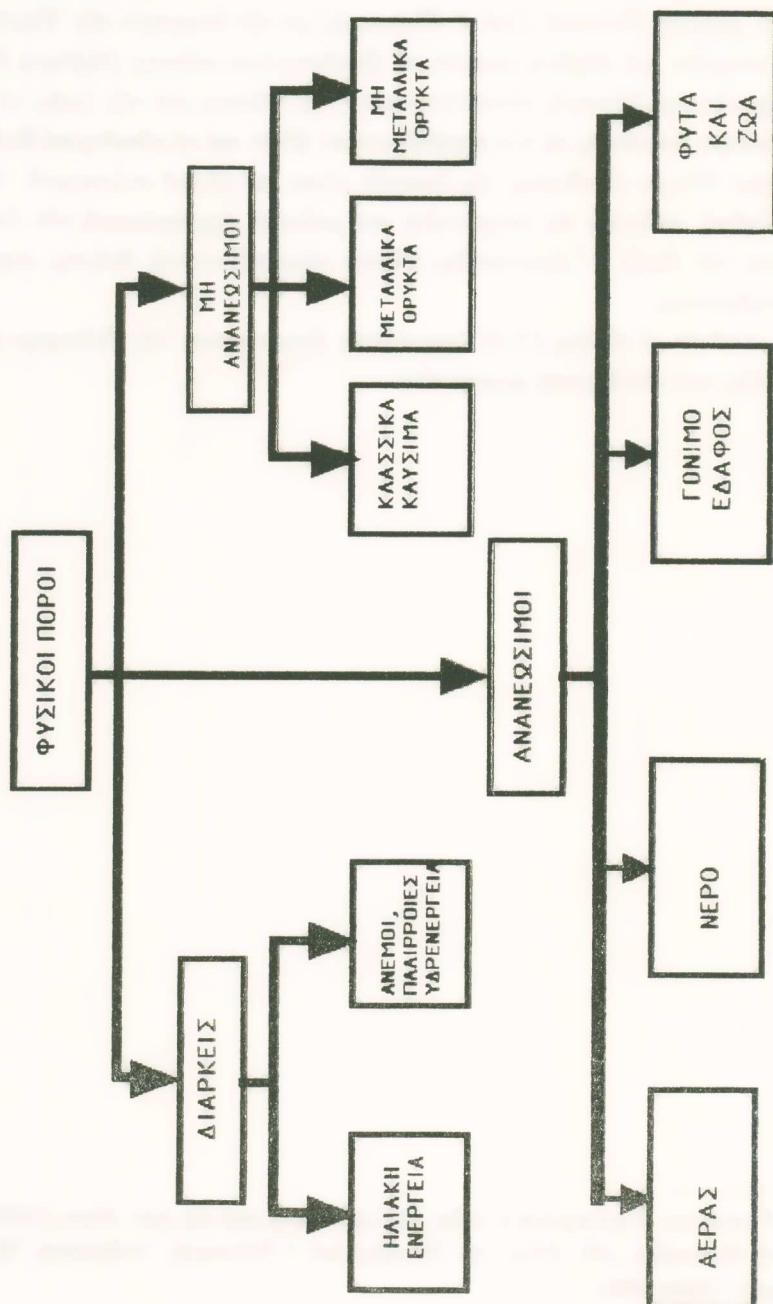 ΦΥΣΙΚΟΙ ΠΟΡΟΙ
ΔΙΑΡΚΕΙΣ
ΜΗ
ΑΝΑΝΕΩΣΙΜΟΙ
ΗΛΙΑΚΗ
ΕΝΕΡΓΕΙΑ
ΑΝΕΜΟΙ,
ΠΑΛΙΡΡΟΙΕΣ
ΥΔΡΕΝΕΡΓΕΙΑ
ΚΛΑΣΣΙΚΑ
ΚΑΥΣΙΜΑ
ΜΕΤΑΛΛΙΚΑ
ΟΡΥΚΤΑ
ΜΗ
ΜΕΤΑΛΛΙΚΑ
ΟΡΥΚΤΑ
ΑΝΑΝΕΩΣΙΜΟΙ
ΑΕΡΑΣ
ΝΕΡΟ
ΓΟΝΙΜΟ
ΕΔΑΦΟΣ
ΦΥΤΑ
ΚΑΙ
ΖΩΑ